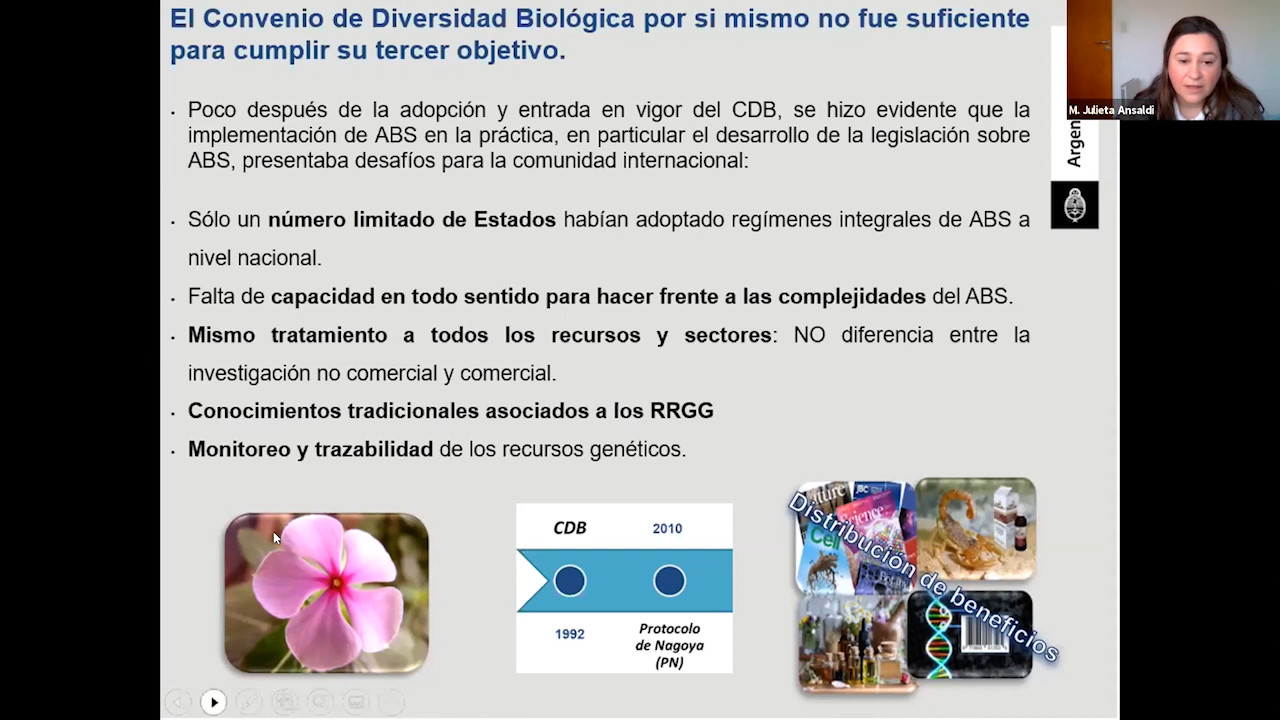 El Convenio de Diversidad Biológica por si mismo no fue suficiente
para cumplir su tercer objetivo.
M. Julieta Ansaldi
Argen
Poco después de la adopción y entrada en vigor del CDB, se hizo evidente que la
implementación de ABS en la práctica, en particular el desarrollo de la legislación sobre
ABS, presentaba desafíos para la comunidad internacional:
Sólo un número limitado de Estados habían adoptado regímenes integrales de ABS a
nivel nacional.
Falta de capacidad en todo sentido para hacer frente a las complejidades del ABS.
Mismo tratamiento a todos los recursos y sectores: NO diferencia entre la
investigación no comercial y comercial.
Conocimientos tradicionales asociados a los RRGG
Monitoreo y trazabilidad de los recursos genéticos.
CDB
2010
1992
Protocolo
de Nagoya
(PN)
Distribución de beneficios
nature
JBC
Science
Cell